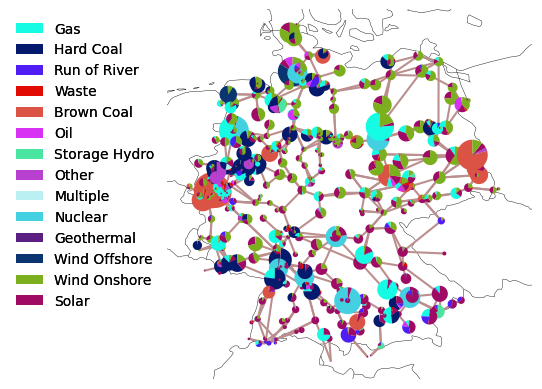 Gas
Hard Coal
Run of River
Waste
Brown Coal
Oil
Storage Hydro
Other
Multiple
Nuclear
Geothermal
Wind Offshore
Wind Onshore
Solar